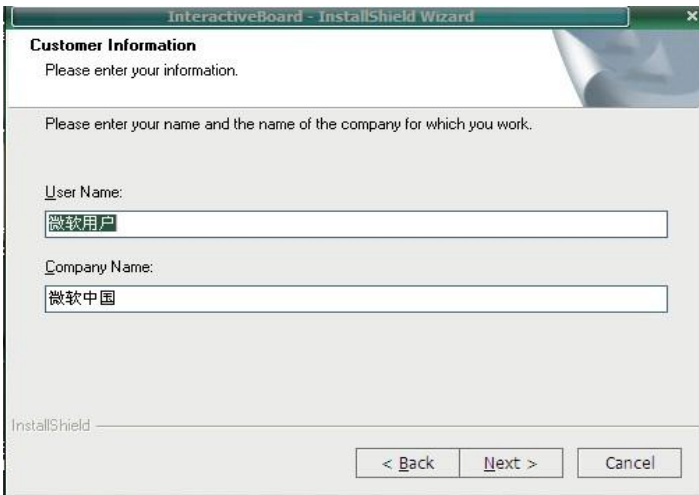 InteractiveBoard - InstallShield Wizard
Customer Information
Please enter your information.
Please enter your name and the name of the company for which you work.
User Name:
微软用户
Company Name:
微软中国
InstallShield
< Back Next > Cancel